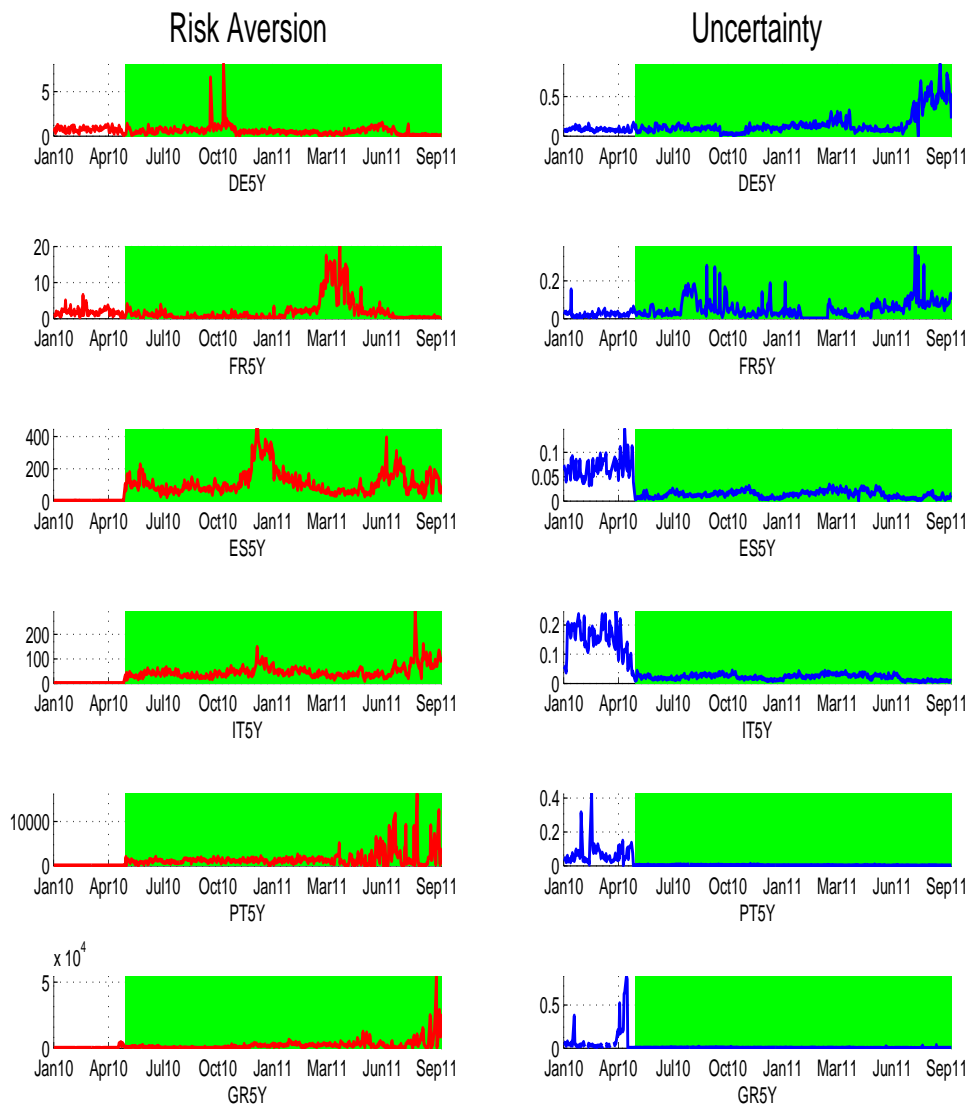 Risk Aversion Uncertainty
5
0
Jan10 Apr10 Jul10 Oct10 Jan11 Mar11 Jun11 Sep11
DE5Y
0.5
0
Jan10 Apr10 Jul10 Oct10 Jan11 Mar11 Jun11 Sep11
DE5Y
20
10
0
Jan10 Apr10 Jul10 Oct10 Jan11 Mar11 Jun11 Sep11
FR5Y
0.2
0
Jan10 Apr10 Jul10 Oct10 Jan11 Mar11 Jun11 Sep11
FR5Y
400
200
0
Jan10 Apr10 Jul10 Oct10 Jan11 Mar11 Jun11 Sep11
ES5Y
0.1
0.05
0
Jan10 Apr10 Jul10 Oct10 Jan11 Mar11 Jun11 Sep11
ES5Y
200
100
0
Jan10 Apr10 Jul10 Oct10 Jan11 Mar11 Jun11 Sep11
IT5Y
0.2
0.1
0
Jan10 Apr10 Jul10 Oct10 Jan11 Mar11 Jun11 Sep11
IT5Y
10000
0
Jan10 Apr10 Jul10 Oct10 Jan11 Mar11 Jun11 Sep11
PT5Y
0.4
0.2
0
Jan10 Apr10 Jul10 Oct10 Jan11 Mar11 Jun11 Sep11
PT5Y
x 10^4
5
0
Jan10 Apr10 Jul10 Oct10 Jan11 Mar11 Jun11 Sep11
GR5Y
0.5
0
Jan10 Apr10 Jul10 Oct10 Jan11 Mar11 Jun11 Sep11
GR5Y